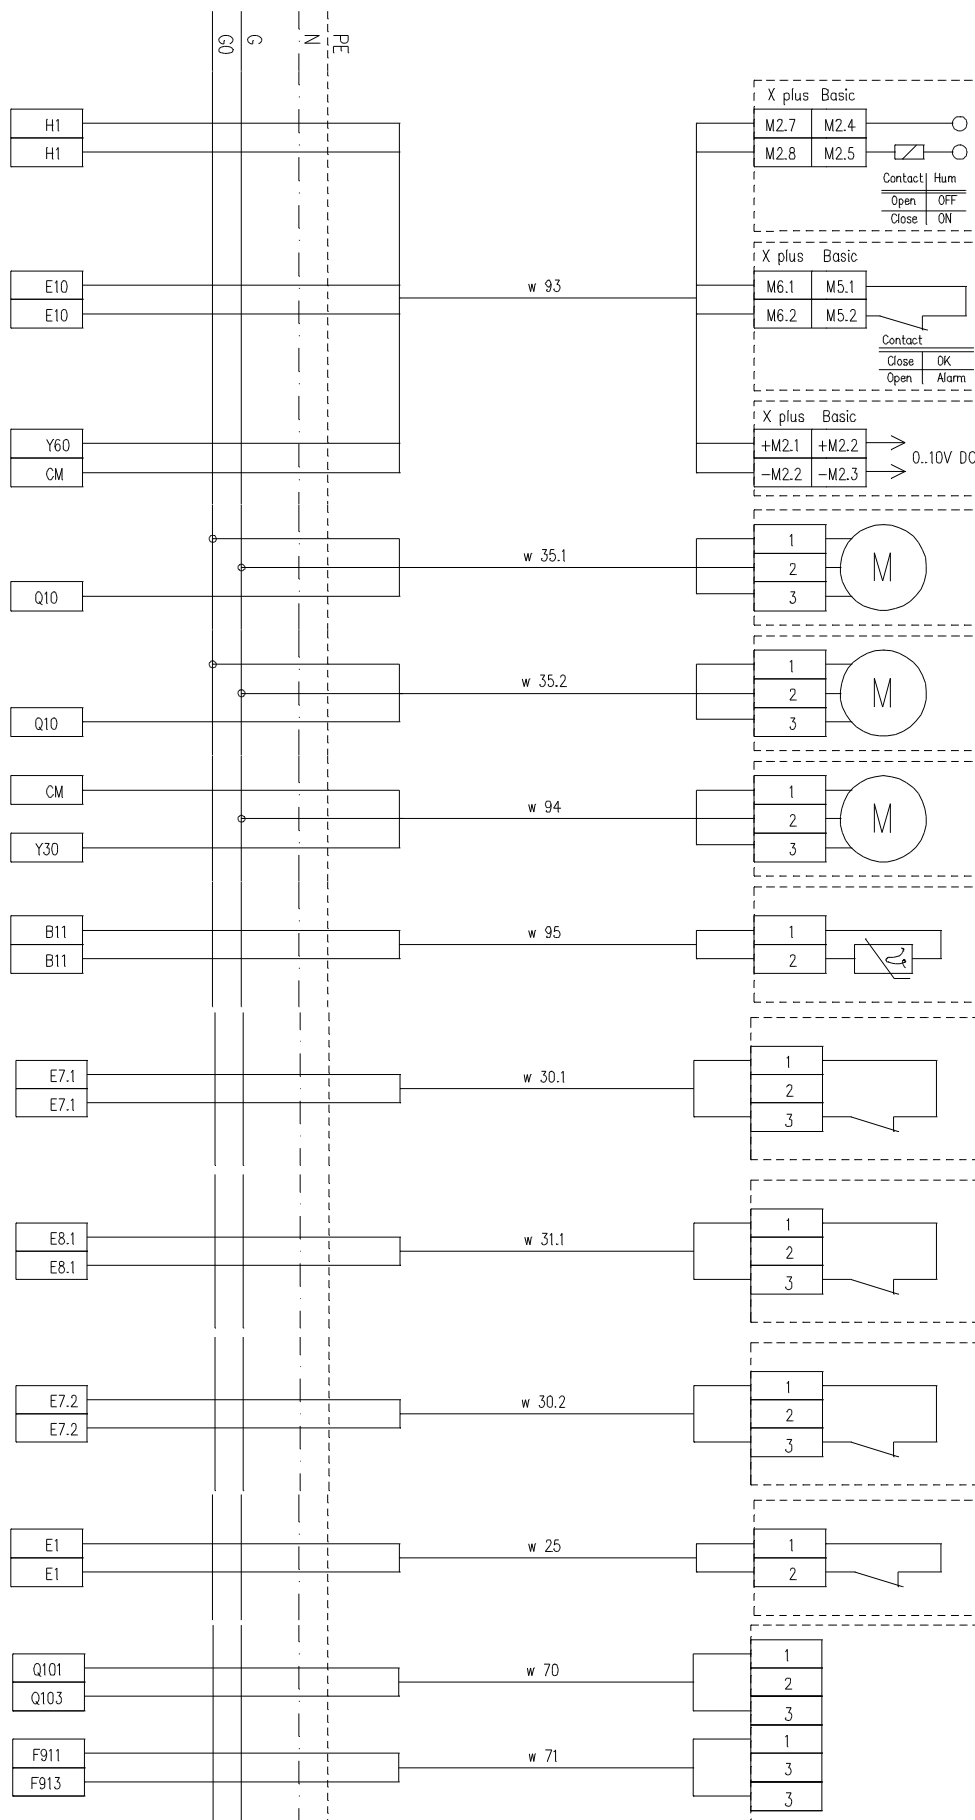 G0 G N PE
X plus Basic
H1 M2.7 M2.4
H1 M2.8 M2.5
Contact Hum
Open OFF
Close ON
X plus Basic
E10 w 93 M6.1 M5.1
E10 M6.2 M5.2
Contact
Close OK
Open Alarm
X plus Basic
Y60 +M2.1 +M2.2
0..10V DC
CM -M2.2 -M2.3
1
w 35.1 2 M
Q10 3
1
w 35.2 2 M
Q10 3
CM 1
w 94 2 M
Y30 3
B11 w 95 1
B11 2
1
E7.1 w 30.1 2
E7.1 3
1
E8.1 w 31.1 2
E8.1 3
1
E7.2 w 30.2 2
E7.2 3
E1 w 25 1
E1 2
Q101 w 70 1
Q103 2
3
F911 w 71 1
3
F913 3